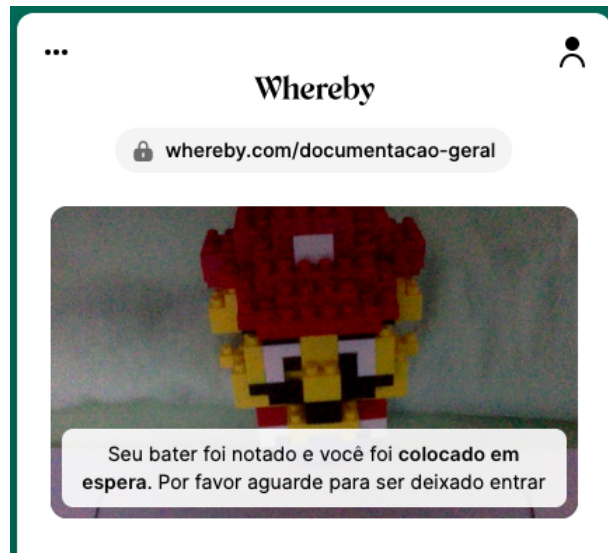 Whereby
whereby.com/documentacao-geral
Seu bater foi notado e você foi colocado em
espera. Por favor aguarde para ser deixado entrar